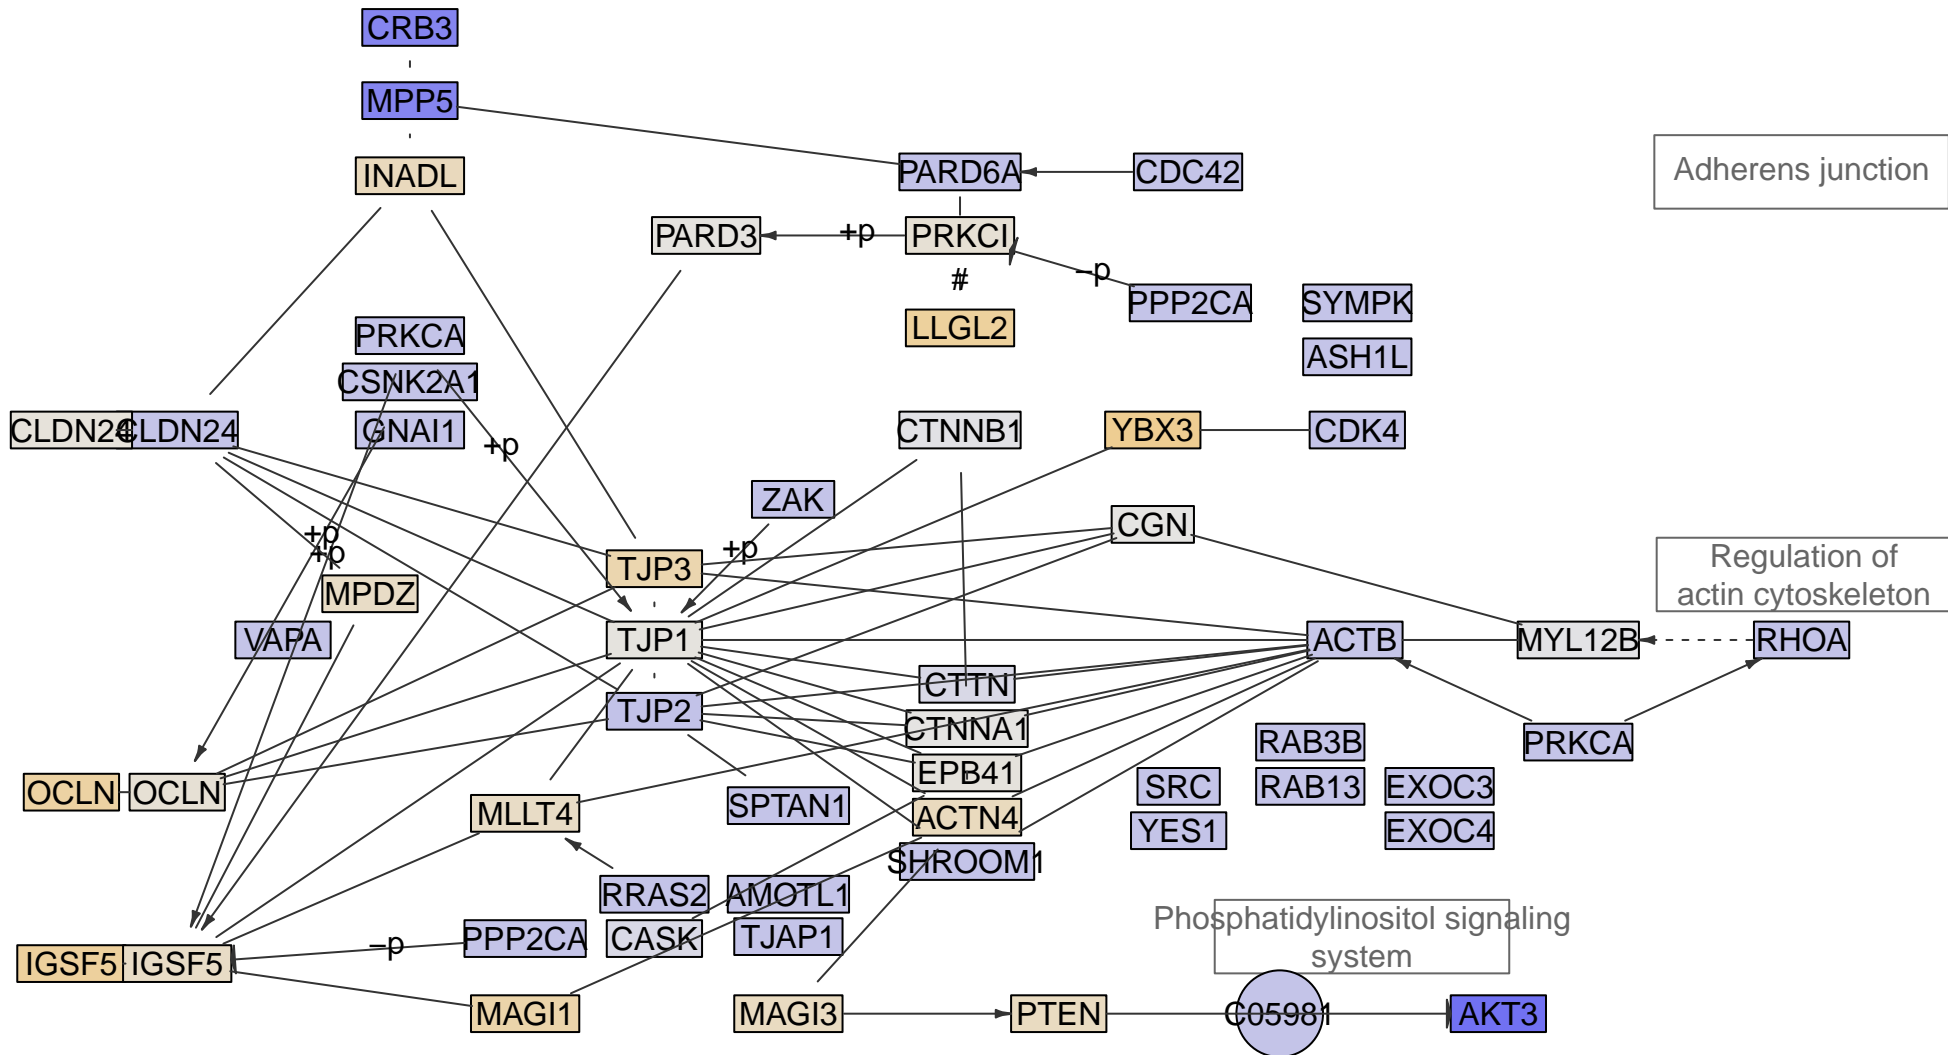 CRB3
MPP5
INADL
PARD6A
CDC42
Adherens junction
PARD3
+p
PRKCI
#
−p
PPP2CA
SYMPK
LLGL2
PRKCA
ASH1L
CSNK2A1
CLDN24
CLDN24
GNAI1
+p
CTNNB1
YBX3
CDK4
ZAK
CGN
+p
+p
+p
TJP3
MPDZ
Regulation of
actin cytoskeleton
VAPA
TJP1
ACTB
MYL12B
RHOA
CTTN
TJP2
CTNNA1
RAB3B
PRKCA
EPB41
OCLN
OCLN
SRC
RAB13
EXOC3
MLLT4
SPTAN1
ACTN4
YES1
EXOC4
SHROOM1
RRAS2
AMOTL1
Phosphatidylinositol signaling
system
PPP2CA
CASK
TJAP1
−p
IGSF5
IGSF5
MAGI1
MAGI3
PTEN
C05981
AKT3